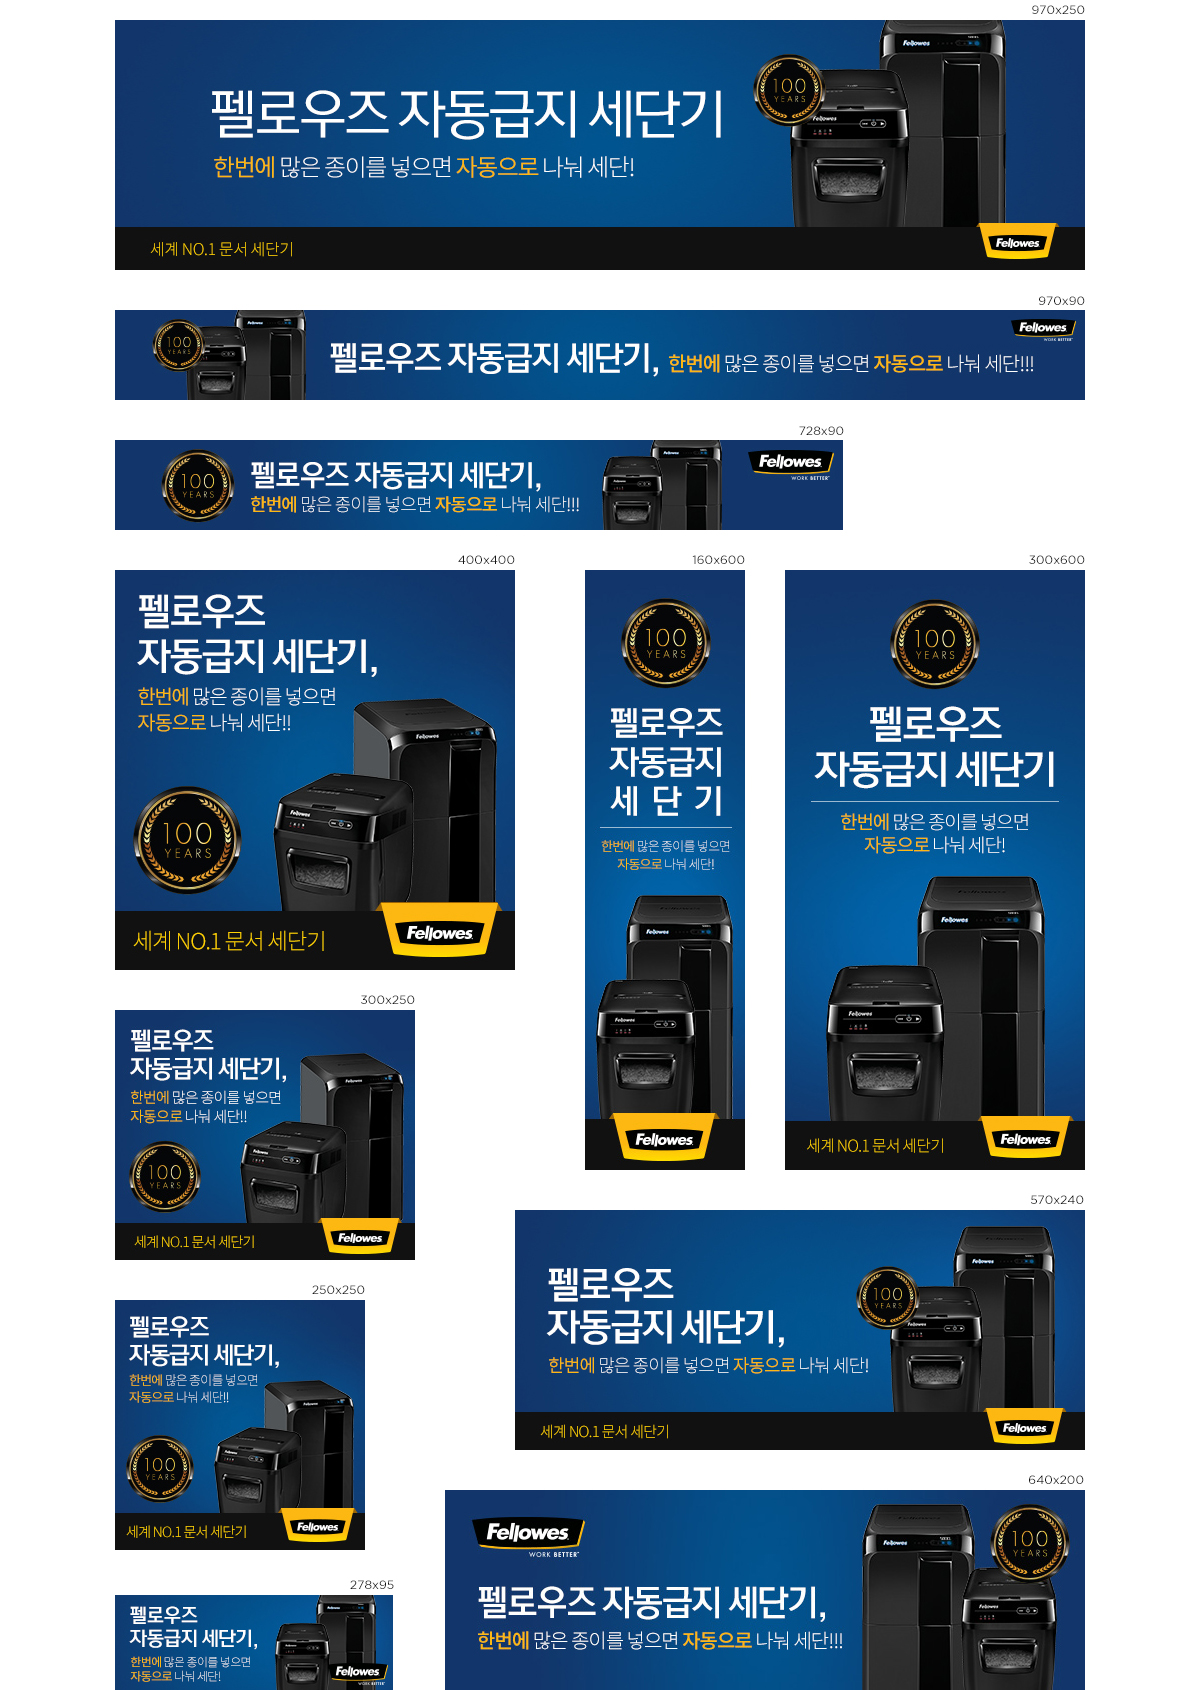 970x250
펠로우즈 자동급지 세단기
한번에 많은 종이를 넣으면 자동으로 나눠 세단!
100
YEARS
Fellowes
Fellowes
세계 NO.1 문서 세단기
Fellowes
970x90
100
YEARS
Fellowes
펠로우즈 자동급지 세단기, 한번에 많은 종이를 넣으면 자동으로 나눠 세단!!!
Fellowes
WORK BETTER
728x90
100
YEARS
펠로우즈 자동급지 세단기,
한번에 많은 종이를 넣으면 자동으로 나눠 세단!!!
Fellowes
WORK BETTER
400x400
펠로우즈
자동급지 세단기,
한번에 많은 종이를 넣으면
자동으로 나눠 세단!!
100
YEARS
Fellowes
Fellowes
세계 NO.1 문서 세단기
Fellowes
160x600
100
YEARS
펠로우즈
자동급지
세 단 기
한번에 많은 종이를 넣으면
자동으로 나눠 세단!
Fellowes
Fellowes
Fellowes
300x600
100
YEARS
펠로우즈
자동급지 세단기
한번에 많은 종이를 넣으면
자동으로 나눠 세단!
Fellowes
Fellowes
세계 NO.1 문서 세단기
Fellowes
300x250
펠로우즈
자동급지 세단기,
한번에 많은 종이를 넣으면
자동으로 나눠 세단!!
100
YEARS
Fellowes
Fellowes
세계 NO.1 문서 세단기
Fellowes
570x240
펠로우즈
자동급지 세단기,
한번에 많은 종이를 넣으면 자동으로 나눠 세단!
100
YEARS
Fellowes
세계 NO.1 문서 세단기
Fellowes
250x250
펠로우즈
자동급지 세단기,
한번에 많은 종이를 넣으면
자동으로 나눠 세단!!
100
YEARS
Fellowes
Fellowes
세계 NO.1 문서 세단기
Fellowes
640x200
Fellowes
WORK BETTER
펠로우즈 자동급지 세단기,
한번에 많은 종이를 넣으면 자동으로 나눠 세단!!!
Fellowes
100
YEARS
Fellowes
278x95
펠로우즈
자동급지 세단기,
한번에 많은 종이를 넣으면
자동으로 나눠 세단!
Fellowes
WORK BETTER